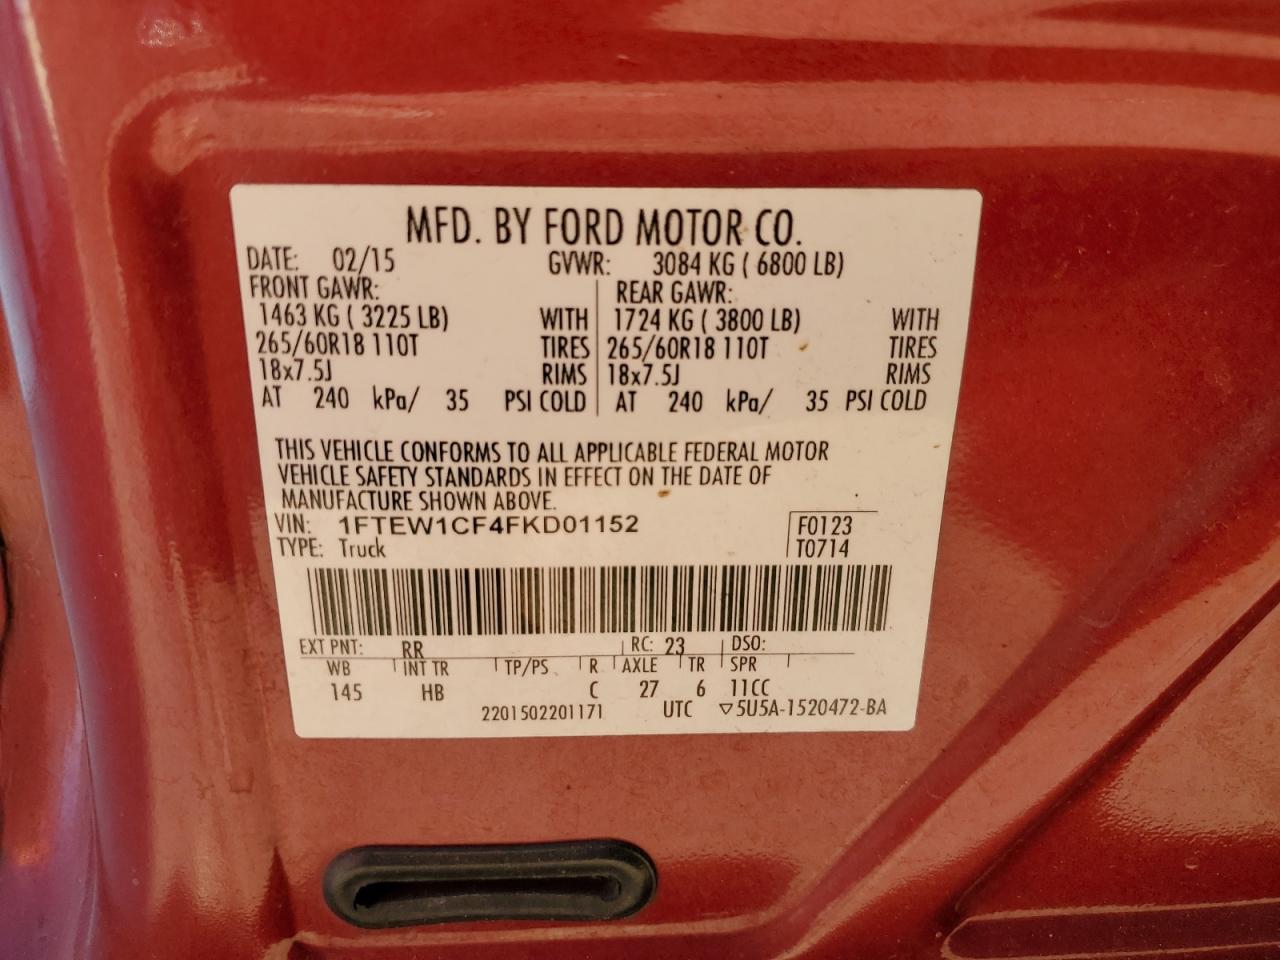 MFD. BY FORD MOTOR CO.
DATE: 02/15 GVWR: 3084 KG ( 6800 LB)
FRONT GAWR: REAR GAWR:
1463 KG ( 3225 LB) WITH 1724 KG ( 3800 LB) WITH
265/60R18 110T TIRES 265/60R18 110T TIRES
18x7.5J RIMS 18x7.5J RIMS
AT 240 kPa/ 35 PSI COLD AT 240 kPa/ 35 PSI COLD
THIS VEHICLE CONFORMS TO ALL APPLICABLE FEDERAL MOTOR
VEHICLE SAFETY STANDARDS IN EFFECT ON THE DATE OF
MANUFACTURE SHOWN ABOVE.
VIN: 1FTEW1CF4FKD01152 F0123
TYPE: Truck T0714
EXT PNT: RR RC: 23 DSO:
WB INT TR TP/PS R AXLE TR SPR
145 HB C 27 6 11CC
2201502201171 UTC ▽5U5A-1520472-BA